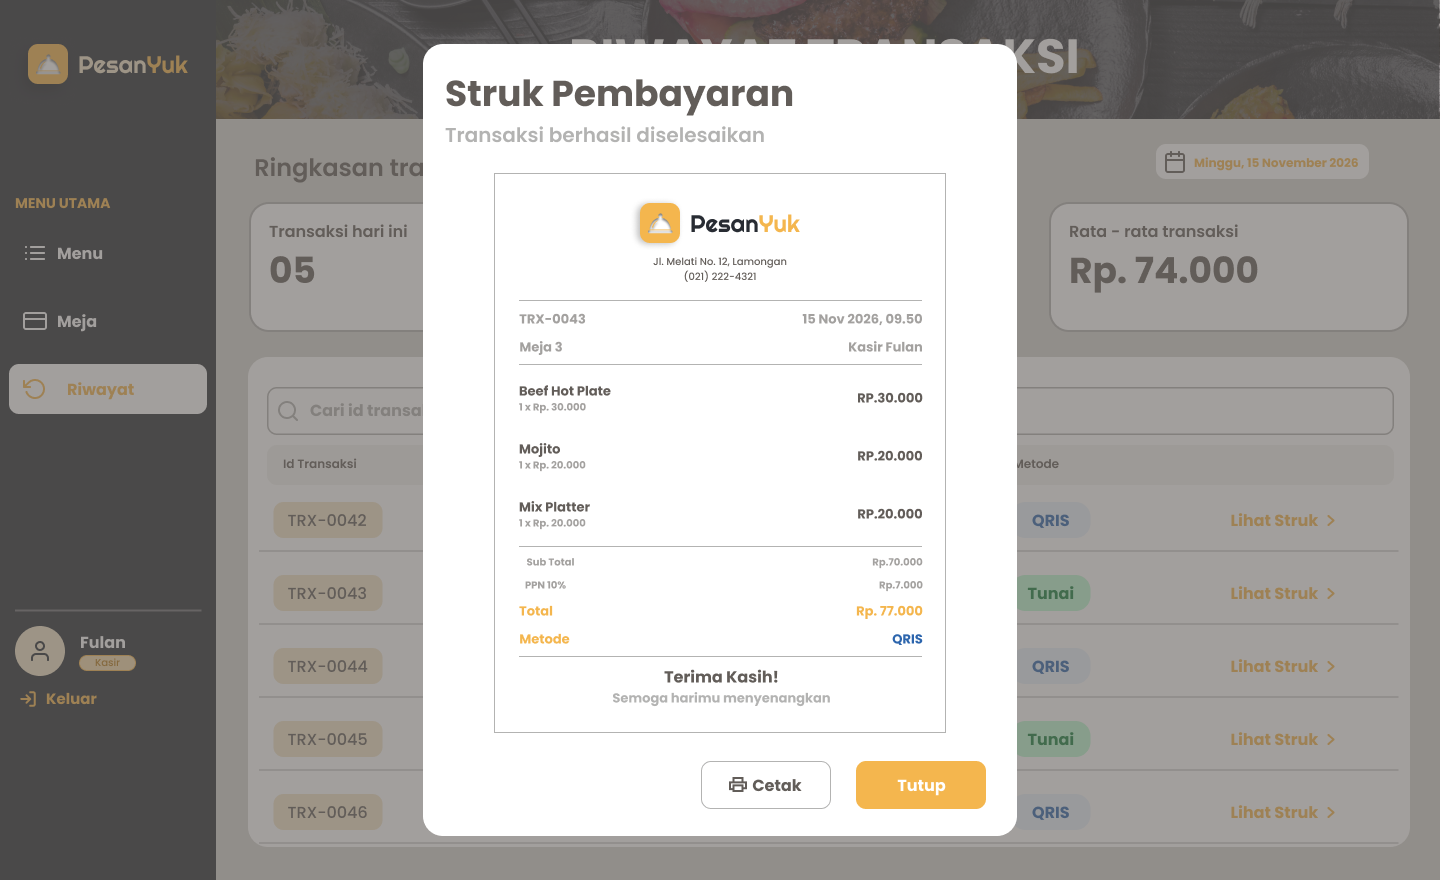 PesanYuk
MENU UTAMA
Menu
Meja
Riwayat
Fulan
Kasir
Keluar
RIWAYAT TRANSAKSI
Ringkasan tra
Minggu, 15 November 2026
Transaksi hari ini
05
Rata - rata transaksi
Rp. 74.000
Cari id transa
Id Transaksi
Metode
TRX-0042
QRIS
Lihat Struk
TRX-0043
Tunai
Lihat Struk
TRX-0044
QRIS
Lihat Struk
TRX-0045
Tunai
Lihat Struk
TRX-0046
QRIS
Lihat Struk
Struk Pembayaran
Transaksi berhasil diselesaikan
PesanYuk
Jl. Melati No. 12, Lamongan
(021) 222-4321
TRX-0043 15 Nov 2026, 09.50
Meja 3 Kasir Fulan
Beef Hot Plate
1 x Rp. 30.000
RP.30.000
Mojito
1 x Rp. 20.000
RP.20.000
Mix Platter
1 x Rp. 20.000
RP.20.000
Sub Total Rp.70.000
PPN 10% Rp.7.000
Total Rp. 77.000
Metode QRIS
Terima Kasih!
Semoga harimu menyenangkan
Cetak
Tutup